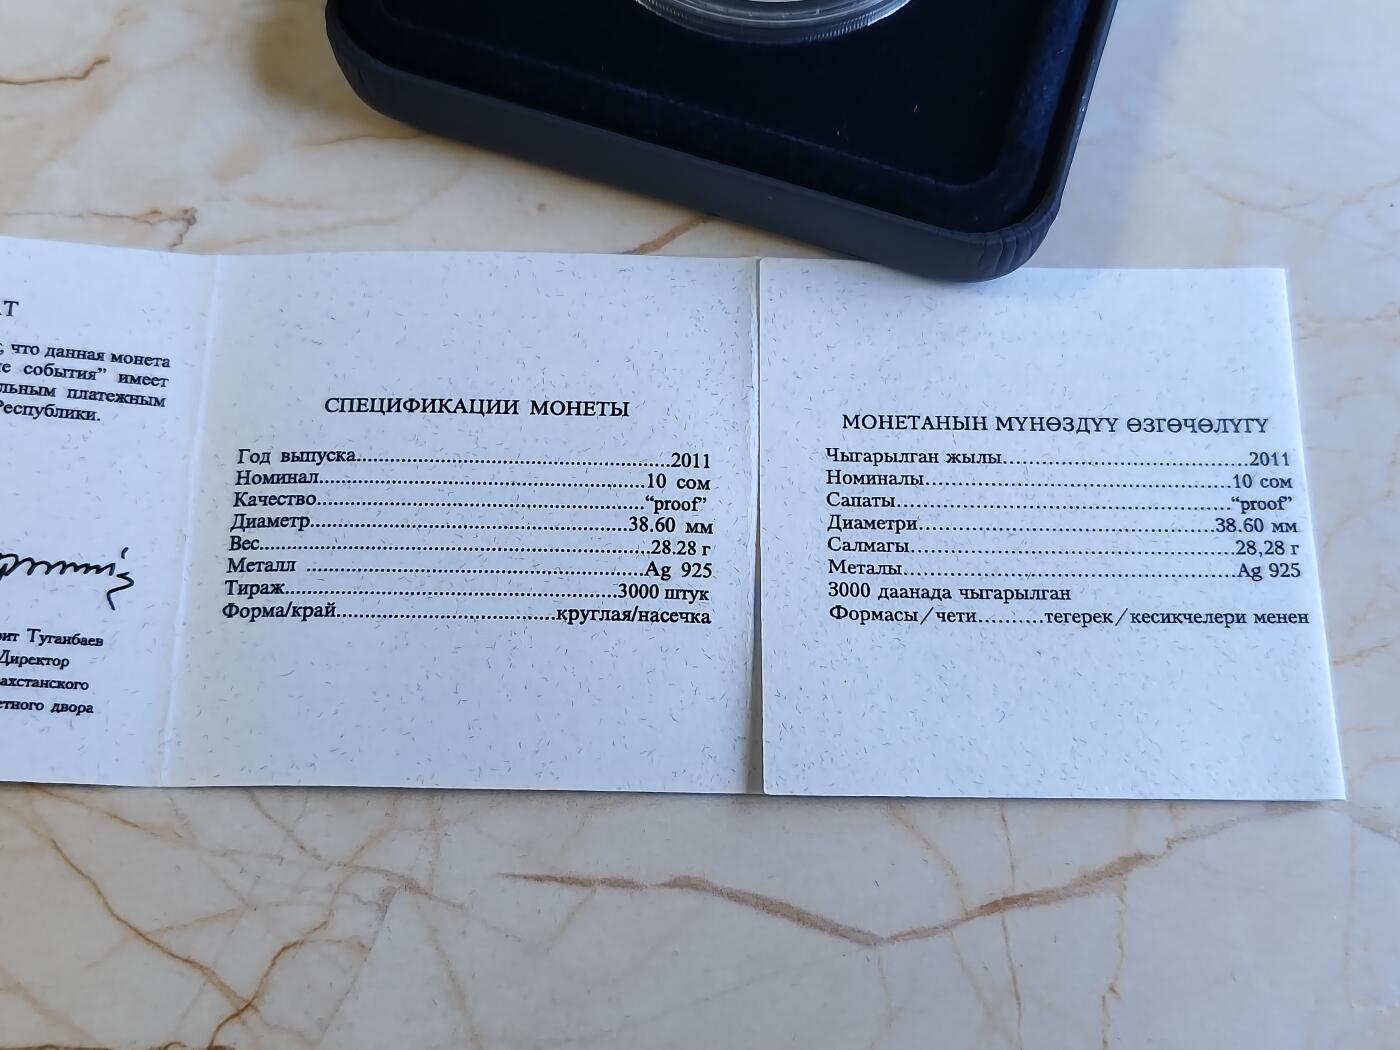 что данная монета
события” имеет
платежным
Республики.
Туганбаев
Директор
двора
СПЕЦИФИКАЦИИ МОНЕТЫ
Год выпуска..................................................2011
Номинал..................................................10 сом
Качество..................................................“proof”
Диаметр..................................................38.60 мм
Вес..................................................28.28 г
Металл ..................................................Ag 925
Тираж..................................................3000 штук
Форма/край..................................круглая/насечка
МОНЕТАНЫН МҮНӨЗДҮҮ ӨЗГӨЧӨЛҮГҮ
Чыгарылган жылы........................................2011
Номиналы..................................................10 сом
Сапаты..................................................“proof”
Диаметри..................................................38.60 мм
Салмагы..................................................28,28 г
Металы..................................................Ag 925
3000 даанада чыгарылган
Формасы/чети..........тегерек/кесикчелери менен